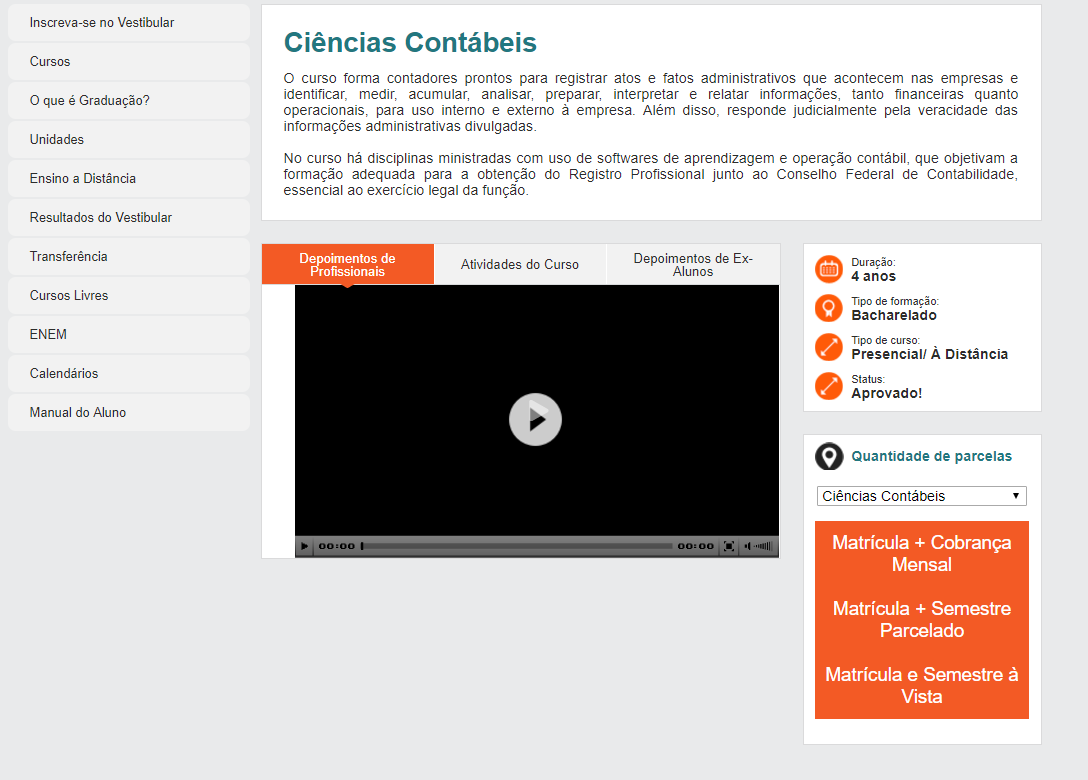 Inscreva-se no Vestibular
Cursos
O que é Graduação?
Unidades
Ensino a Distância
Resultados do Vestibular
Transferência
Cursos Livres
ENEM
Calendários
Manual do Aluno
Ciências Contábeis
O curso forma contadores prontos para registrar atos e fatos administrativos que acontecem nas empresas e
identificar, medir, acumular, analisar, preparar, interpretar e relatar informações, tanto financeiras quanto
operacionais, para uso interno e externo à empresa. Além disso, responde judicialmente pela veracidade das
informações administrativas divulgadas.
No curso há disciplinas ministradas com uso de softwares de aprendizagem e operação contábil, que objetivam a
formação adequada para a obtenção do Registro Profissional junto ao Conselho Federal de Contabilidade,
essencial ao exercício legal da função.
Depoimentos de
Profissionais
Atividades do Curso
Depoimentos de Ex-
Alunos
00:00
00:00
Duração:
4 anos
Tipo de formação:
Bacharelado
Tipo de curso:
Presencial/ À Distância
Status:
Aprovado!
Quantidade de parcelas
Ciências Contábeis
Matrícula + Cobrança
Mensal
Matrícula + Semestre
Parcelado
Matrícula e Semestre à
Vista